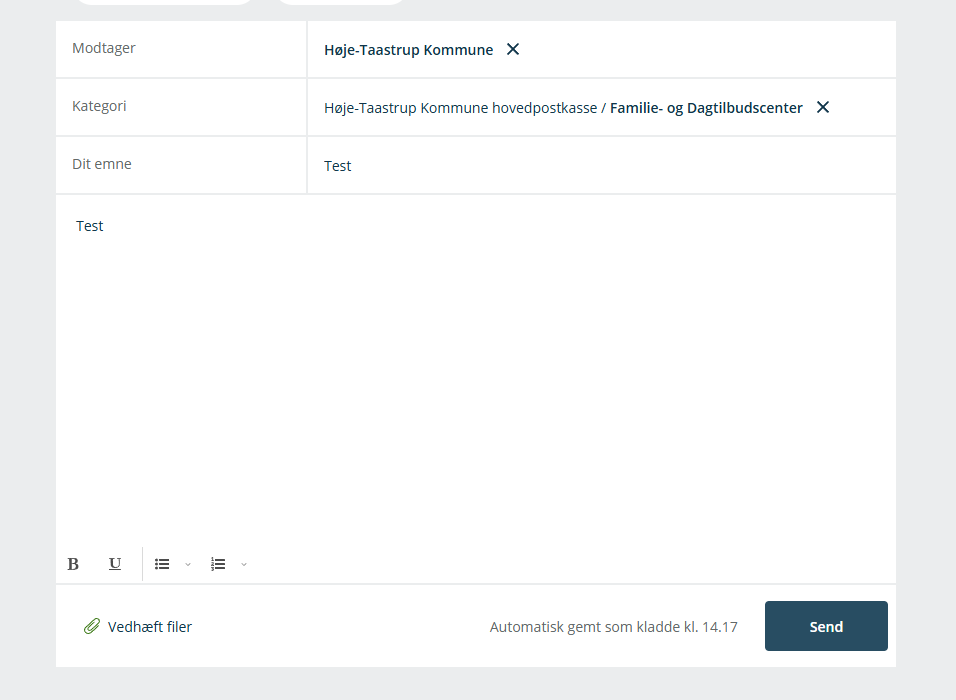 Modtager
Høje-Taastrup Kommune
Kategori
Høje-Taastrup Kommune hovedpostkasse / Familie- og Dagtilbudscenter
Dit emne
Test
Test
B U
Vedhæft filer
Automatisk gemt som kladde kl. 14.17
Send